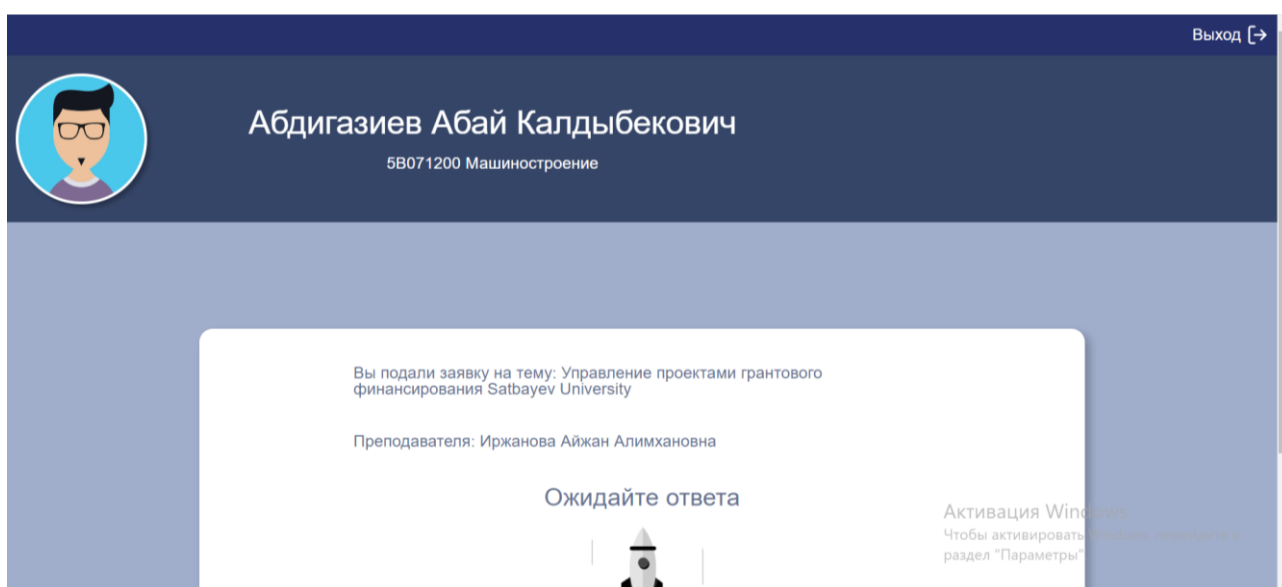 Выход
Абдигазиев Абай Калдыбекович
5B071200 Машиностроение
Вы подали заявку на тему: Управление проектами грантового
финансирования Satbayev University
Преподавателя: Иржанова Айжан Алимхановна
Ожидайте ответа
Активация Windows
Чтобы активировать
раздел "Параметры"